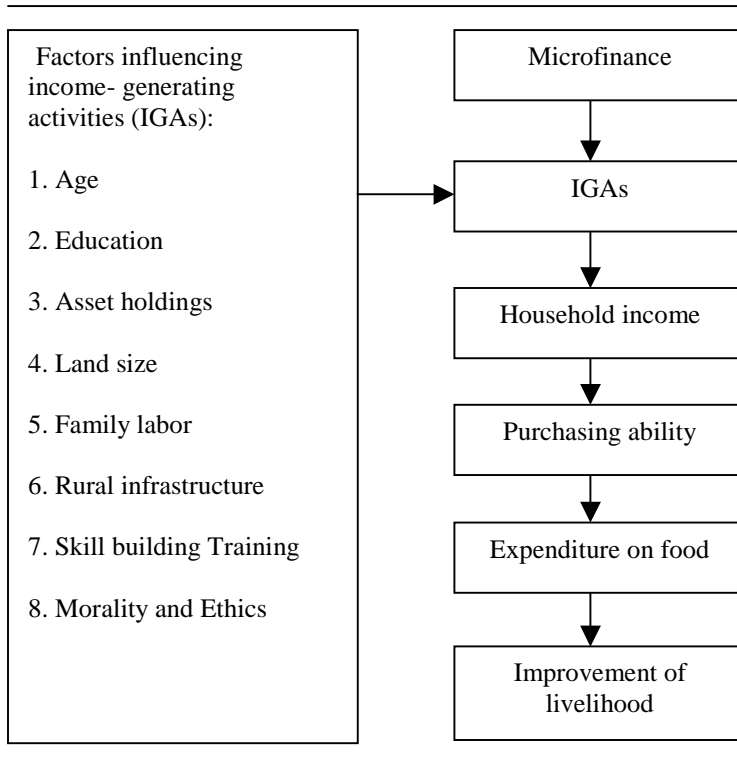 Factors influencing
income- generating
activities (IGAs):
1. Age
2. Education
3. Asset holdings
4. Land size
5. Family labor
6. Rural infrastructure
7. Skill building Training
8. Morality and Ethics
Microfinance
IGAs
Household income
Purchasing ability
Expenditure on food
Improvement of
livelihood